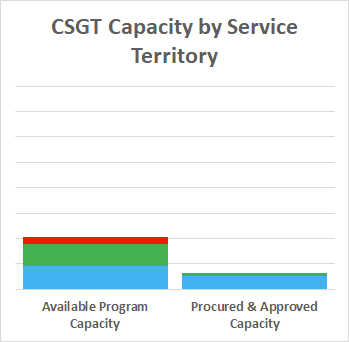 CSGT Capacity by Service
Territory
Available Program
Capacity
Procured & Approved
Capacity